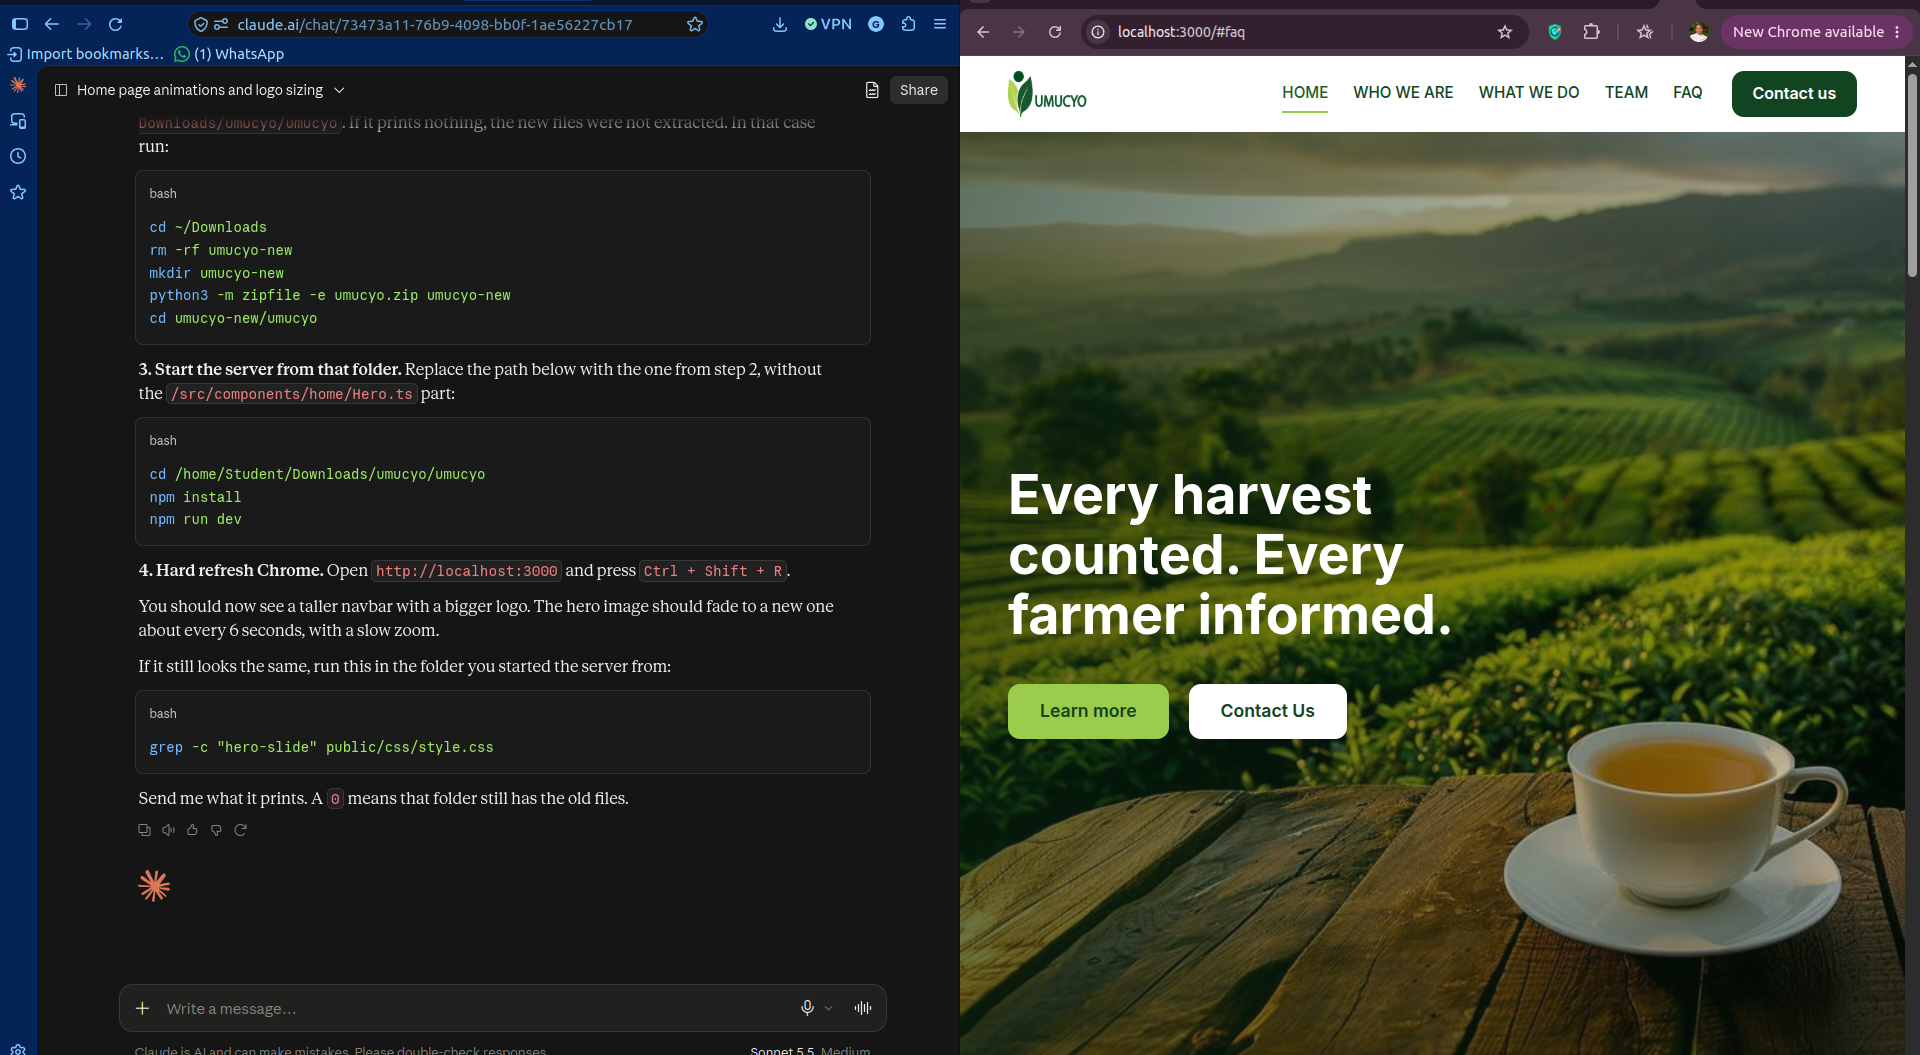 claude.ai/chat/73473a11-76b9-4098-bb0f-1ae56227cb17
VPN
G
Import bookmarks...
(1) WhatsApp
Home page animations and logo sizing
Share
Downloads/umucyo/umucyo. If it prints nothing, the new files were not extracted. In that case
run:
bash
cd ~/Downloads
rm -rf umucyo-new
mkdir umucyo-new
python3 -m zipfile -e umucyo.zip umucyo-new
cd umucyo-new/umucyo
3. Start the server from that folder. Replace the path below with the one from step 2, without
the /src/components/home/Hero.ts part:
bash
cd /home/Student/Downloads/umucyo/umucyo
npm install
npm run dev
4. Hard refresh Chrome. Open http://localhost:3000 and press Ctrl + Shift + R.
You should now see a taller navbar with a bigger logo. The hero image should fade to a new one
about every 6 seconds, with a slow zoom.
If it still looks the same, run this in the folder you started the server from:
bash
grep -c "hero-slide" public/css/style.css
Send me what it prints. A 0 means that folder still has the old files.
Write a message...
Claude is AI and can make mistakes. Please double-check responses.
Sonnet 5.5 Medium
localhost:3000/#faq
New Chrome available
UMUCYO
HOME
WHO WE ARE
WHAT WE DO
TEAM
FAQ
Contact us
Every harvest
counted. Every
farmer informed.
Learn more
Contact Us